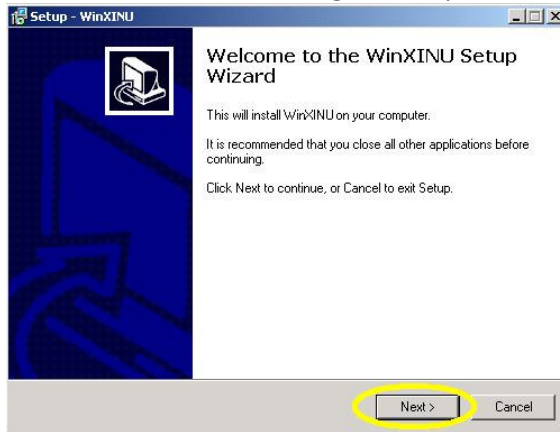 Setup - WinXINU
Welcome to the WinXINU Setup
Wizard
This will install WinXINU on your computer.
It is recommended that you close all other applications before
continuing.
Click Next to continue, or Cancel to exit Setup.
Next >
Cancel